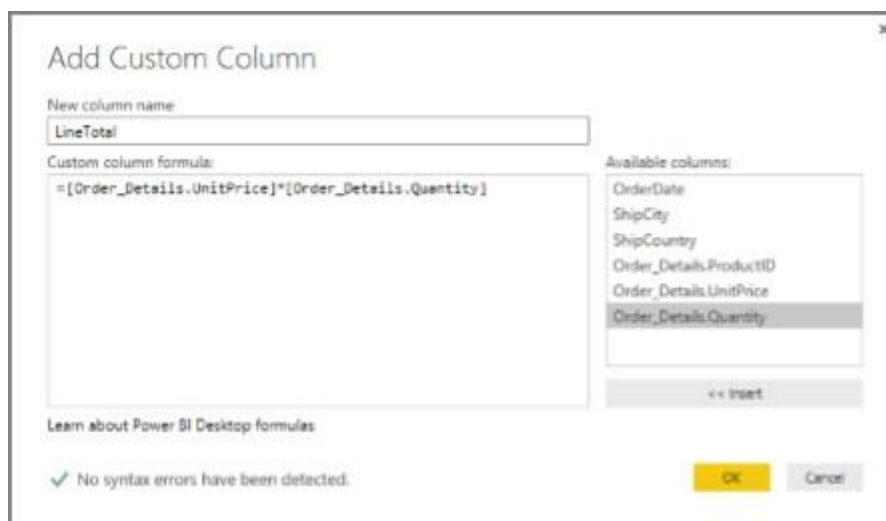 Add Custom Column
New column name
LineTotal
Custom column formula:
=[Order_Details.UnitPrice]*[Order_Details.Quantity]
Available columns:
OrderDate
ShipCity
ShipCountry
Order_Details.ProductID
Order_Details.UnitPrice
Order_Details.Quantity
<< Insert
Learn about Power BI Desktop formulas
No syntax errors have been detected.
OK
Cancel